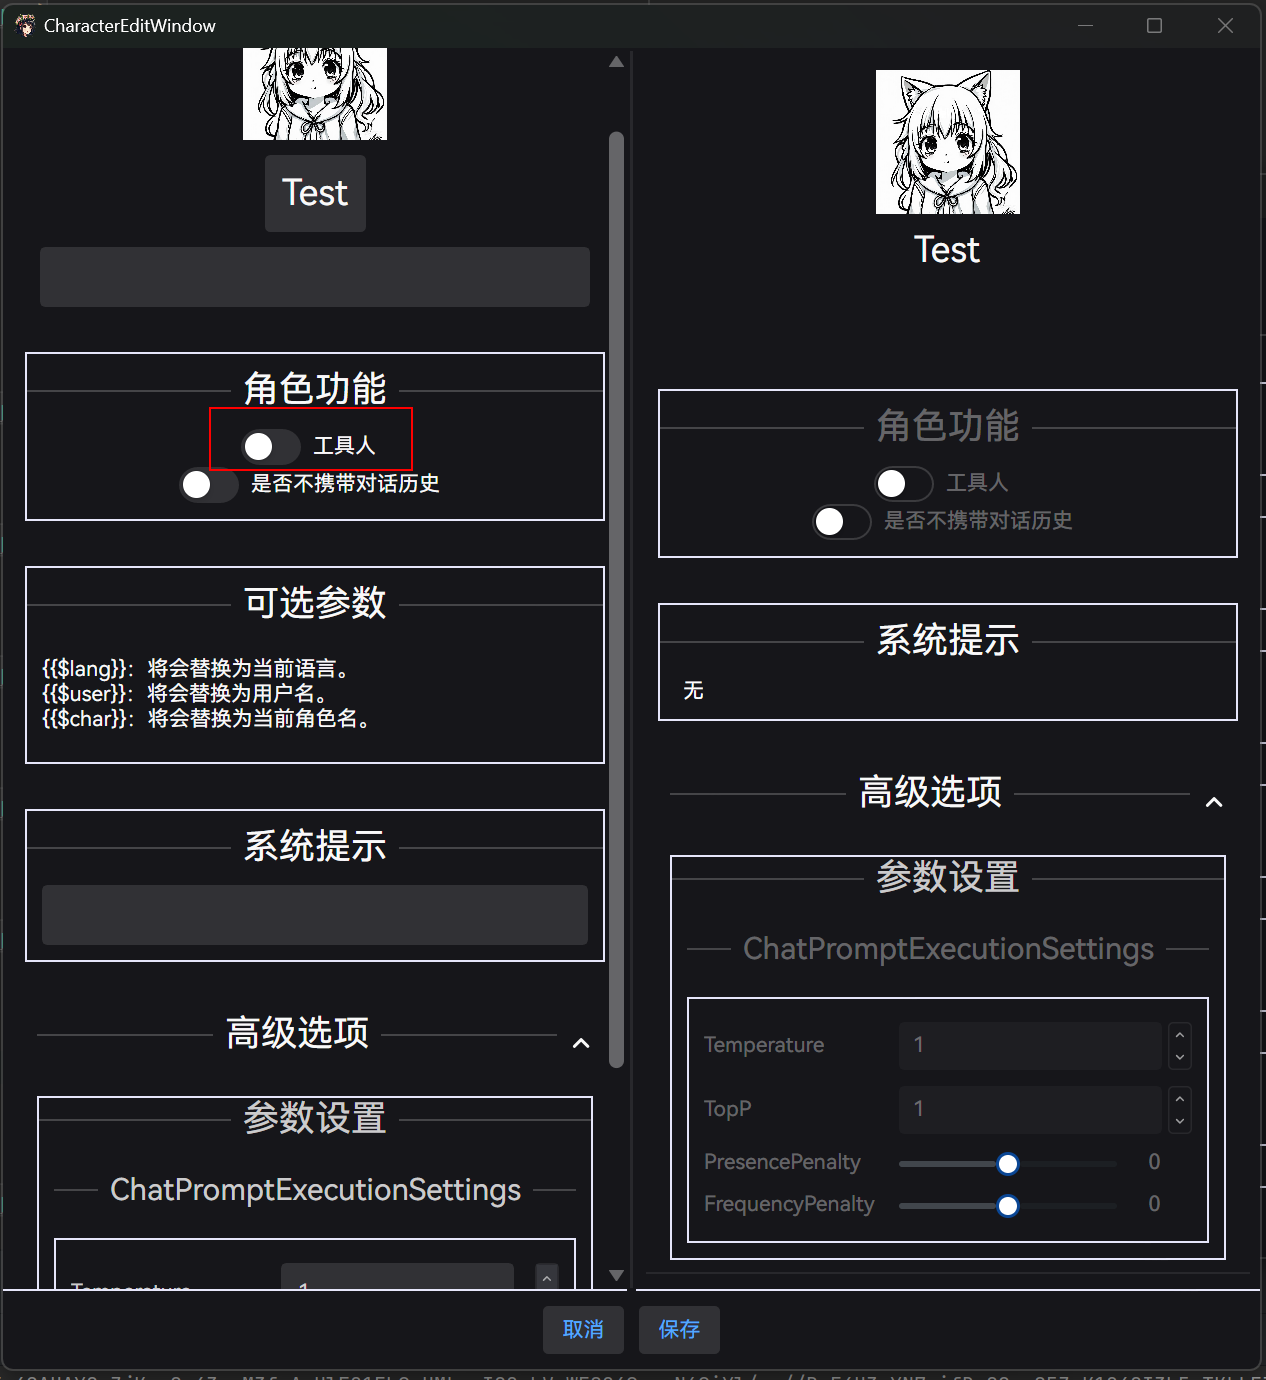 CharacterEditWindow
Test
角色功能
工具人
是否不携带对话历史
可选参数
{{$lang}}：将会替换为当前语言。
{{$user}}：将会替换为用户名。
{{$char}}：将会替换为当前角色名。
系统提示
高级选项
参数设置
ChatPromptExecutionSettings
Temperature
1
Test
角色功能
工具人
是否不携带对话历史
系统提示
无
高级选项
参数设置
ChatPromptExecutionSettings
Temperature 1
TopP 1
PresencePenalty 0
FrequencyPenalty 0
取消 保存